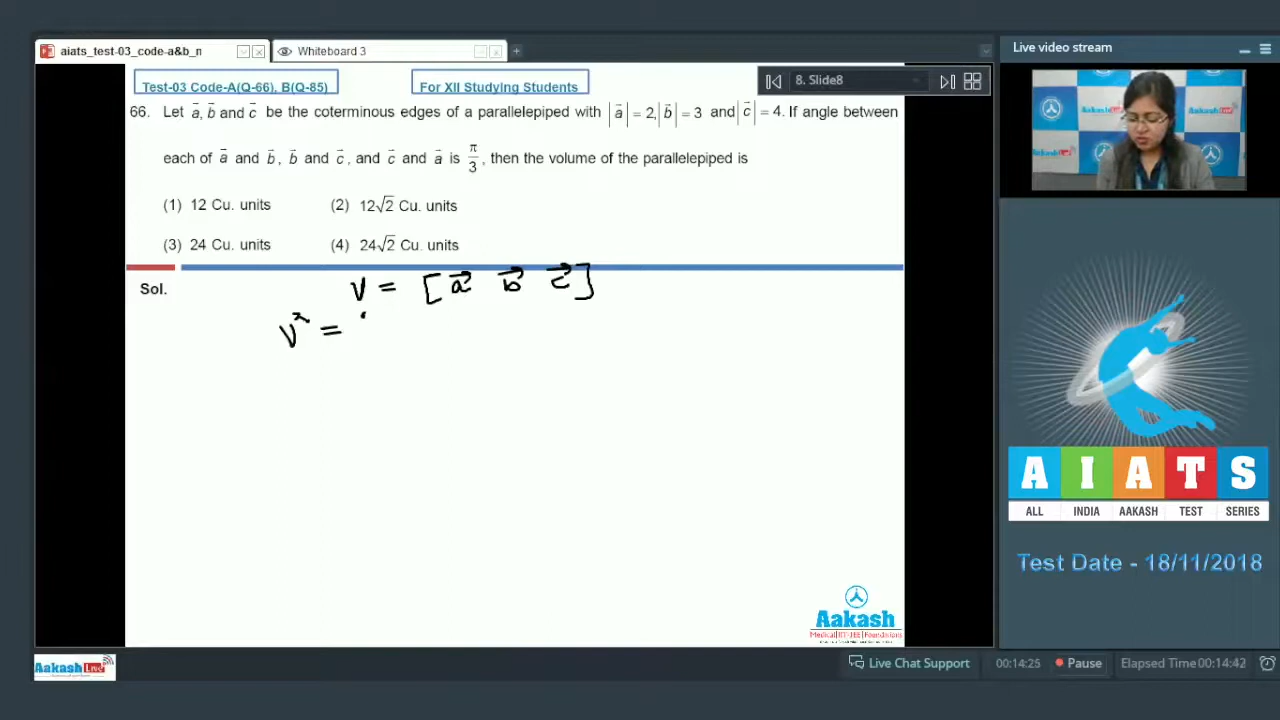 aiats_test-03_code-a&b_n
Whiteboard 3
Live video stream
Test-03 Code-A(Q-66), B(Q-85)
For XII Studying Students
8. Slide8
66. Let a⃗, b⃗ and c⃗ be the coterminous edges of a parallelepiped with |a⃗| = 2, |b⃗| = 3 and |c⃗| = 4. If angle between
each of a⃗ and b⃗, b⃗ and c⃗, and c⃗ and a⃗ is π/3, then the volume of the parallelepiped is
(1) 12 Cu. units (2) 12√2 Cu. units
(3) 24 Cu. units (4) 24√2 Cu. units
Sol.
V = [a⃗ b⃗ c⃗]
V² =
A I A T S
ALL INDIA AAKASH TEST SERIES
Test Date - 18/11/2018
Aakash
Medical|IIT-JEE|Foundations
Aakash Live
Live Chat Support
00:14:25
Pause
Elapsed Time 00:14:42